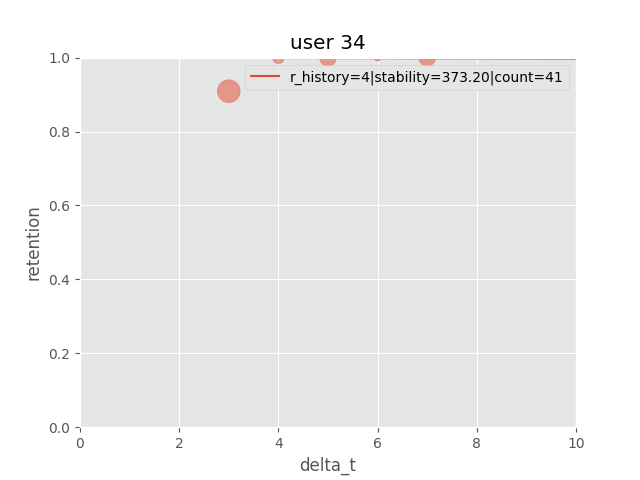 user 34
r_history=4|stability=373.20|count=41
retention
1.0
0.8
0.6
0.4
0.2
0.0
0 2 4 6 8 10
delta_t